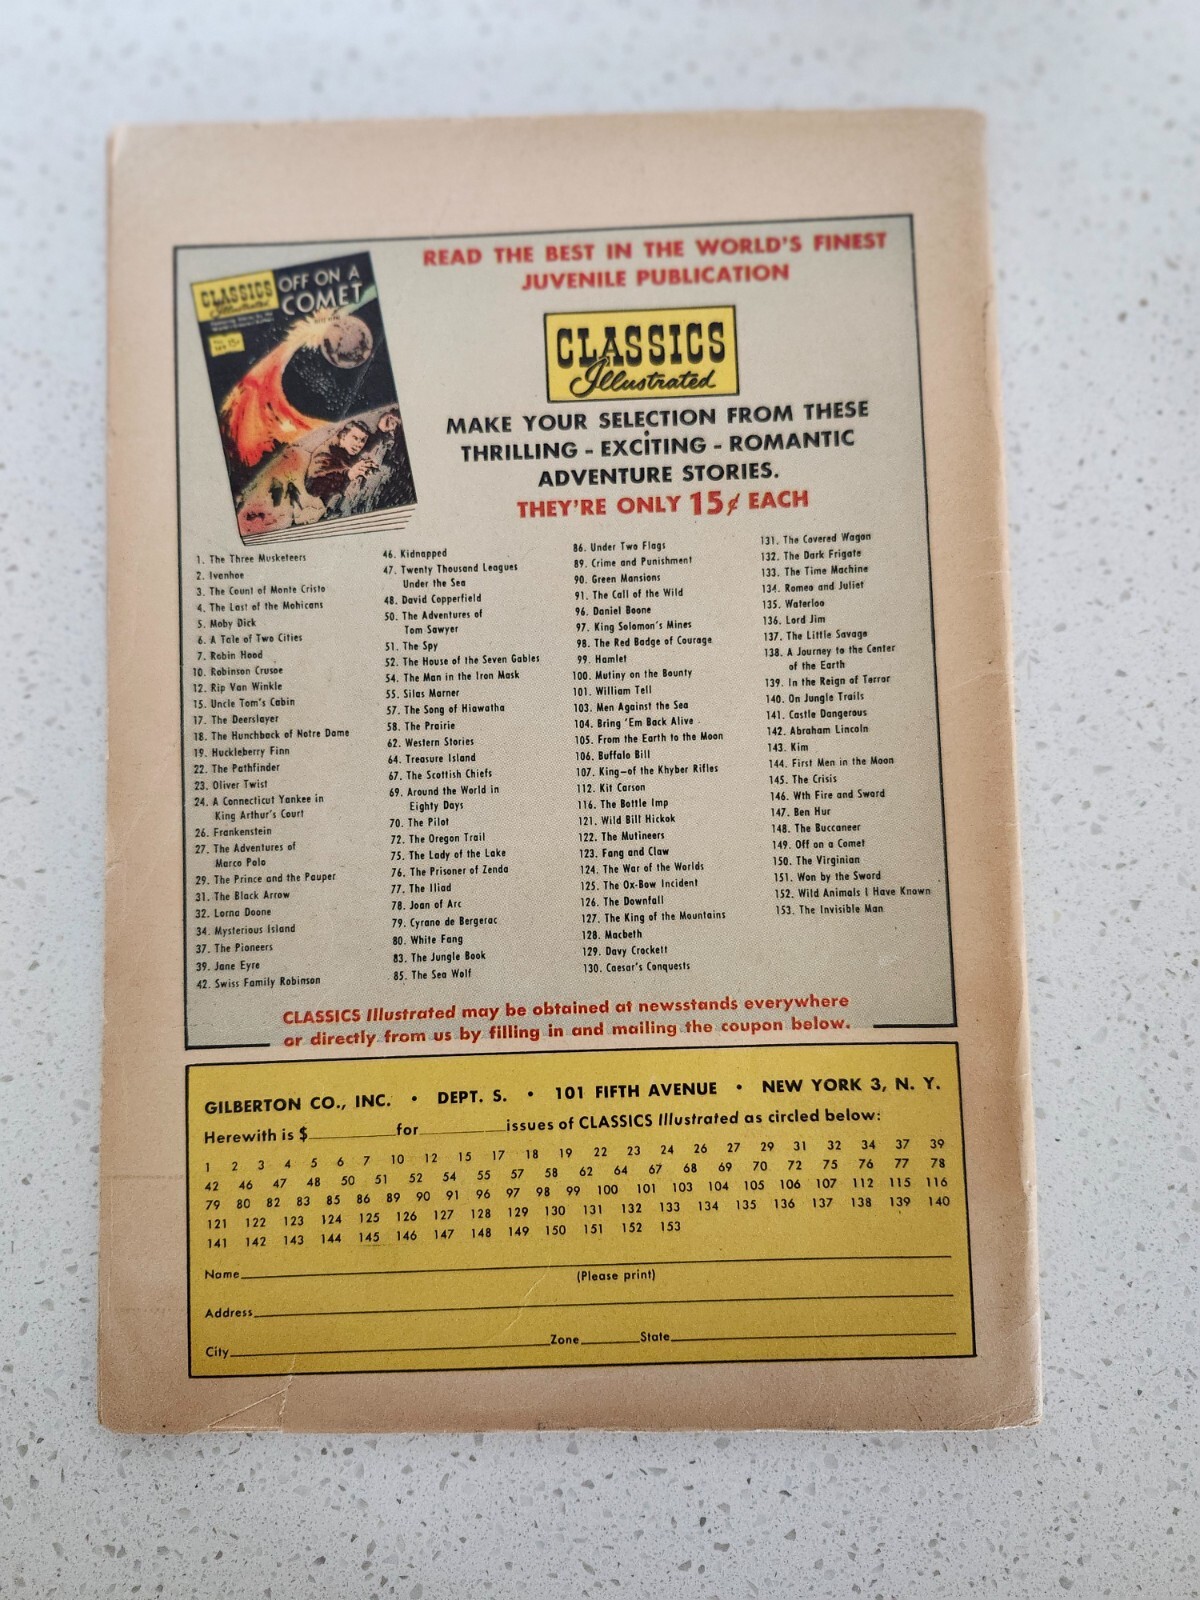 CLASSICS
Illustrated
OFF ON A
COMET
15¢
READ THE BEST IN THE WORLD'S FINEST
JUVENILE PUBLICATION
CLASSICS
Illustrated
MAKE YOUR SELECTION FROM THESE
THRILLING - EXCITING - ROMANTIC
ADVENTURE STORIES.
THEY'RE ONLY 15¢ EACH
1. The Three Musketeers
2. Ivanhoe
3. The Count of Monte Cristo
4. The Last of the Mohicans
5. Moby Dick
6. A Tale of Two Cities
7. Robin Hood
10. Robinson Crusoe
12. Rip Van Winkle
15. Uncle Tom's Cabin
17. The Deerslayer
18. The Hunchback of Notre Dame
19. Huckleberry Finn
22. The Pathfinder
23. Oliver Twist
24. A Connecticut Yankee in
King Arthur's Court
26. Frankenstein
27. The Adventures of
Marco Polo
29. The Prince and the Pauper
31. The Black Arrow
32. Lorna Doone
34. Mysterious Island
37. The Pioneers
39. Jane Eyre
42. Swiss Family Robinson
46. Kidnapped
47. Twenty Thousand Leagues
Under the Sea
48. David Copperfield
50. The Adventures of
Tom Sawyer
51. The Spy
52. The House of the Seven Gables
54. The Man in the Iron Mask
55. Silas Marner
57. The Song of Hiawatha
58. The Prairie
62. Western Stories
64. Treasure Island
67. The Scottish Chiefs
69. Around the World in
Eighty Days
70. The Pilot
72. The Oregon Trail
75. The Lady of the Lake
76. The Prisoner of Zenda
77. The Iliad
78. Joan of Arc
79. Cyrano de Bergerac
80. White Fang
83. The Jungle Book
85. The Sea Wolf
86. Under Two Flags
89. Crime and Punishment
90. Green Mansions
91. The Call of the Wild
96. Daniel Boone
97. King Solomon's Mines
98. The Red Badge of Courage
99. Hamlet
100. Mutiny on the Bounty
101. William Tell
103. Men Against the Sea
104. Bring 'Em Back Alive
105. From the Earth to the Moon
106. Buffalo Bill
107. King—of the Khyber Rifles
112. Kit Carson
116. The Bottle Imp
121. Wild Bill Hickok
122. The Mutineers
123. Fang and Claw
124. The War of the Worlds
125. The Ox-Bow Incident
126. The Downfall
127. The King of the Mountains
128. Macbeth
129. Davy Crockett
130. Caesar's Conquests
131. The Covered Wagon
132. The Dark Frigate
133. The Time Machine
134. Romeo and Juliet
135. Waterloo
136. Lord Jim
137. The Little Savage
138. A Journey to the Center
of the Earth
139. In the Reign of Terror
140. On Jungle Trails
141. Castle Dangerous
142. Abraham Lincoln
143. Kim
144. First Men in the Moon
145. The Crisis
146. Wth Fire and Sword
147. Ben Hur
148. The Buccaneer
149. Off on a Comet
150. The Virginian
151. Won by the Sword
152. Wild Animals I Have Known
153. The Invisible Man
CLASSICS Illustrated may be obtained at newsstands everywhere
or directly from us by filling in and mailing the coupon below.
GILBERTON CO., INC. • DEPT. S. • 101 FIFTH AVENUE • NEW YORK 3, N. Y.
Herewith is $ for issues of CLASSICS Illustrated as circled below:
1 2 3 4 5 6 7 10 12 15 17 18 19 22 23 24 26 27 29 31 32 34 37 39
42 46 47 48 50 51 52 54 55 57 58 62 64 67 68 69 70 72 75 76 77 78
79 80 82 83 85 86 89 90 91 96 97 98 99 100 101 103 104 105 106 107 112 115 116
121 122 123 124 125 126 127 128 129 130 131 132 133 134 135 136 137 138 139 140
141 142 143 144 145 146 147 148 149 150 151 152 153
Name
(Please print)
Address
City Zone State